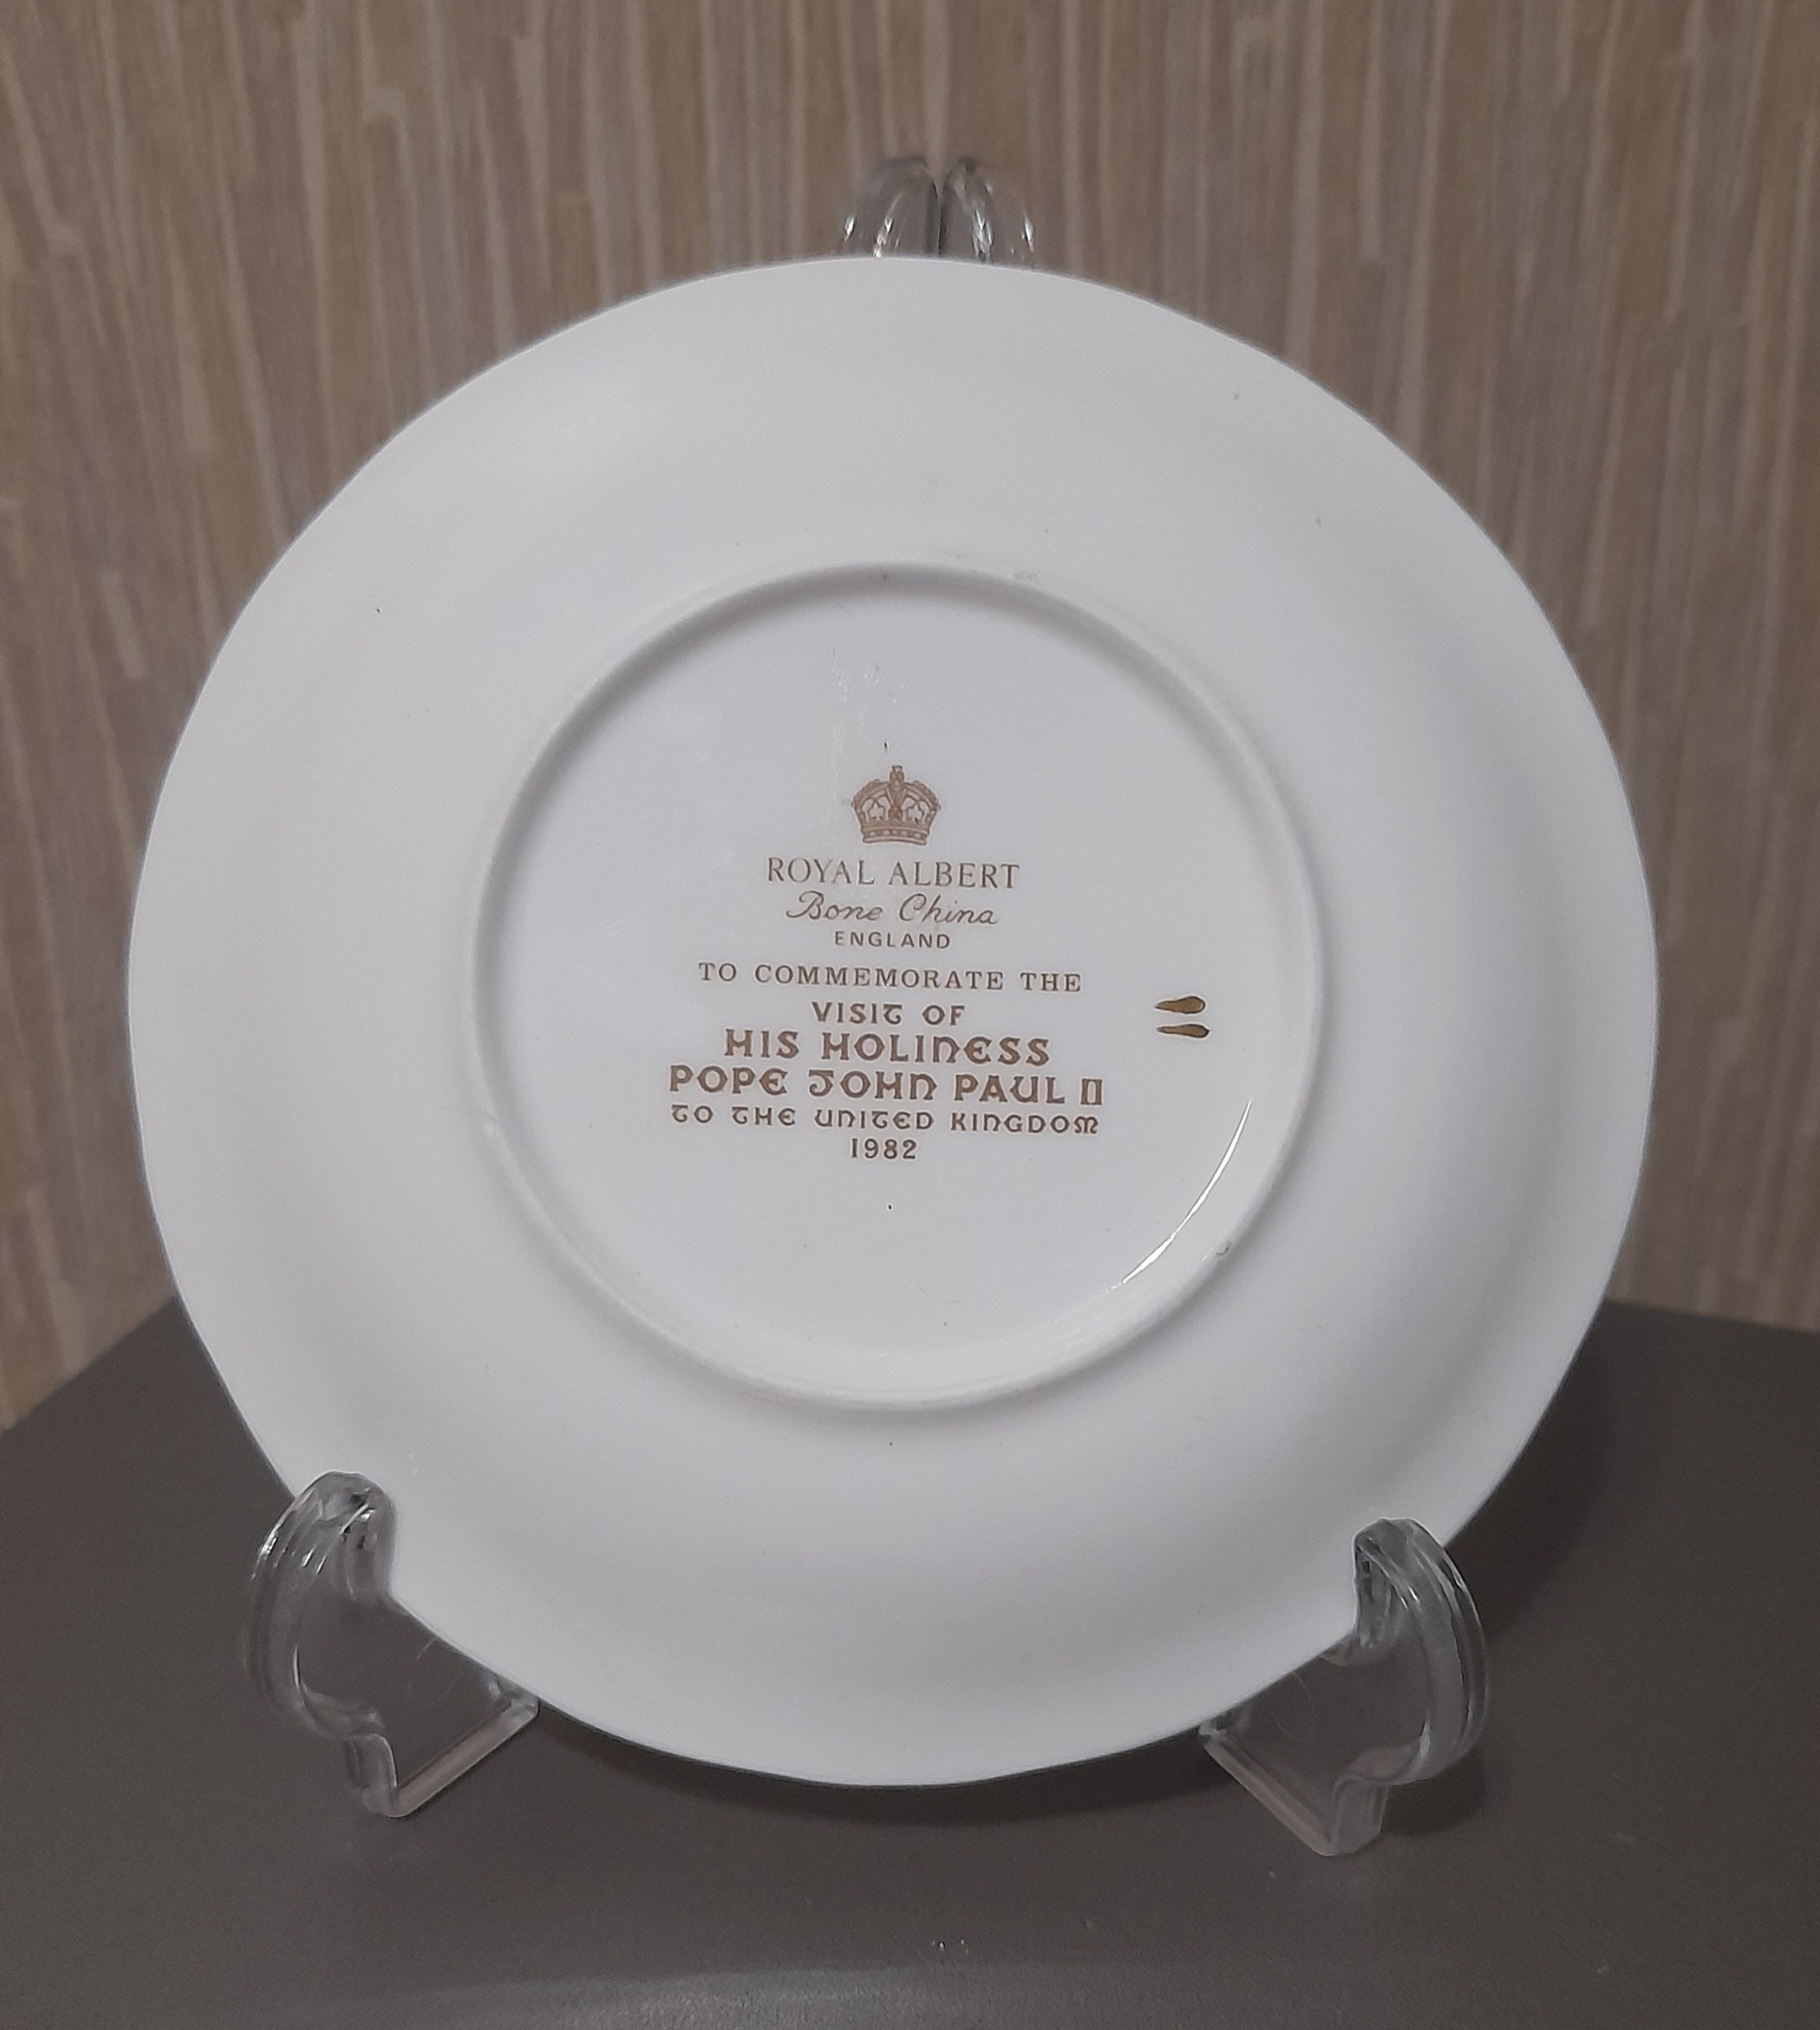 ROYAL ALBERT
Bone China
ENGLAND
TO COMMEMORATE THE
VISIT OF
HIS HOLINESS
POPE JOHN PAUL II
TO THE UNITED KINGDOM
1982